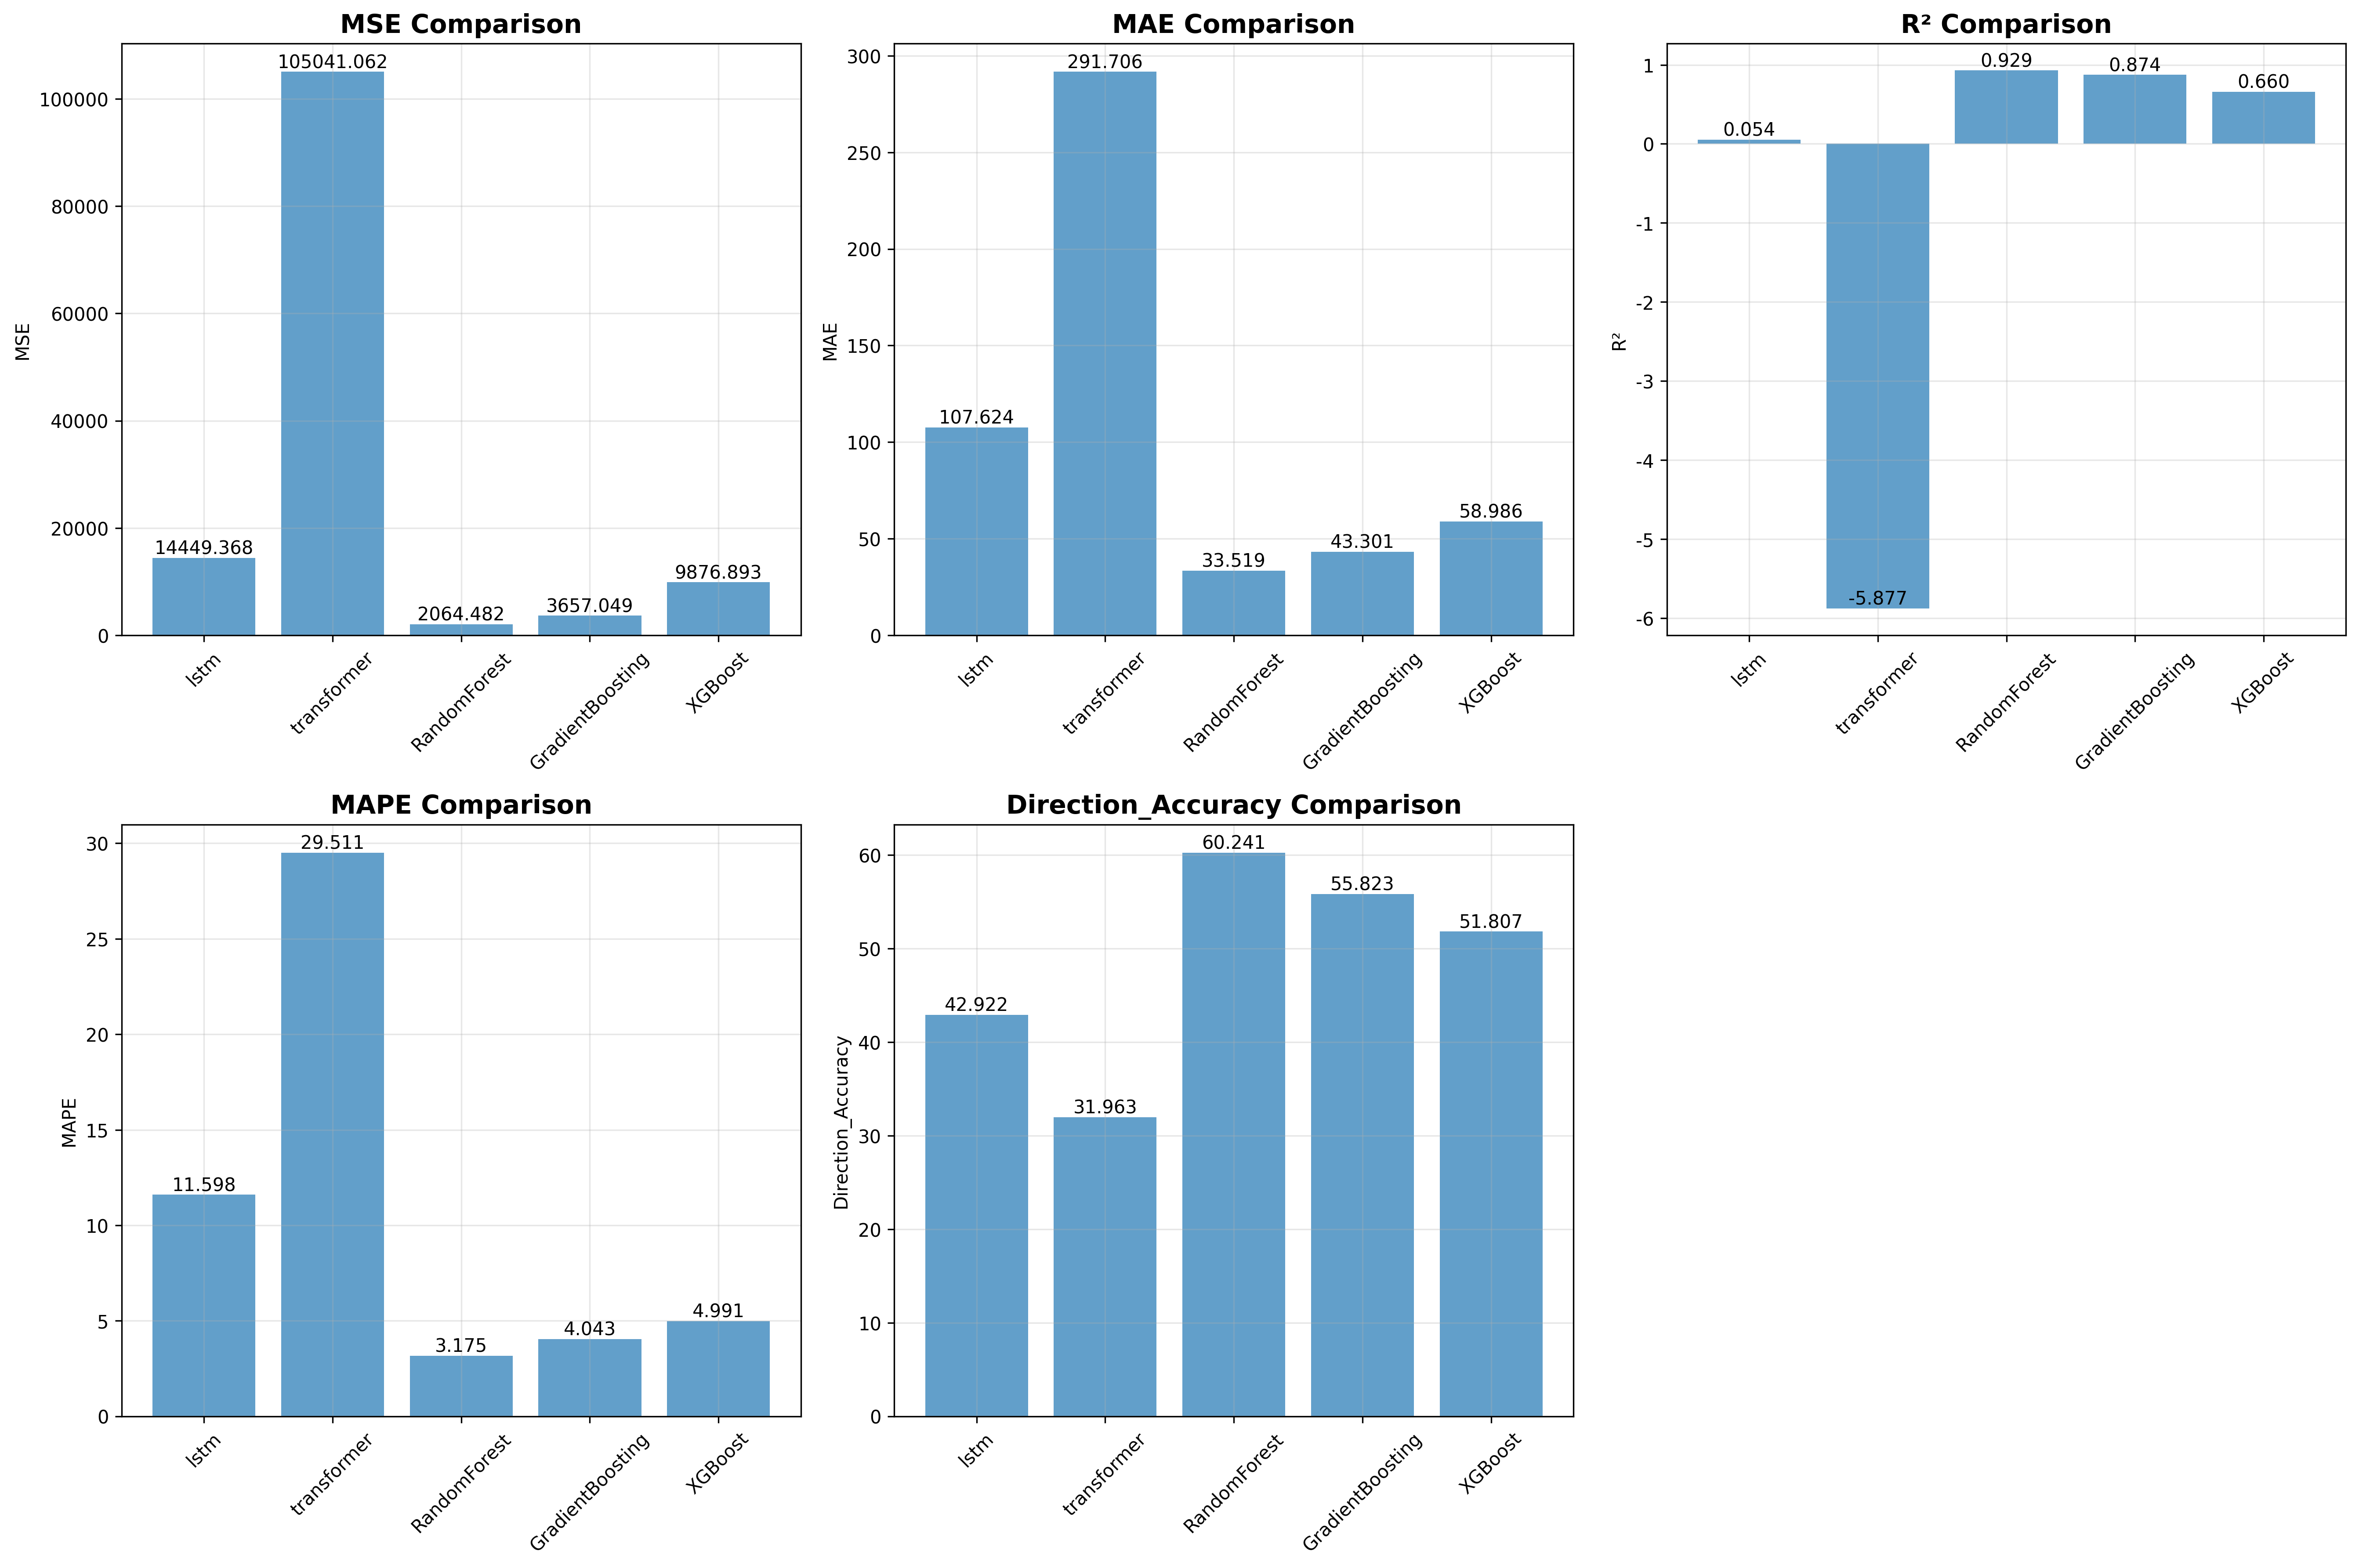 MSE Comparison
MSE
100000
80000
60000
40000
20000
0
14449.368
105041.062
2064.482
3657.049
9876.893
lstm
transformer
RandomForest
GradientBoosting
XGBoost
MAE Comparison
MAE
300
250
200
150
100
50
0
107.624
291.706
33.519
43.301
58.986
lstm
transformer
RandomForest
GradientBoosting
XGBoost
R² Comparison
R²
1
0
-1
-2
-3
-4
-5
-6
0.054
-5.877
0.929
0.874
0.660
lstm
transformer
RandomForest
GradientBoosting
XGBoost
MAPE Comparison
MAPE
30
25
20
15
10
5
0
11.598
29.511
3.175
4.043
4.991
lstm
transformer
RandomForest
GradientBoosting
XGBoost
Direction_Accuracy Comparison
Direction_Accuracy
60
50
40
30
20
10
0
42.922
31.963
60.241
55.823
51.807
lstm
transformer
RandomForest
GradientBoosting
XGBoost